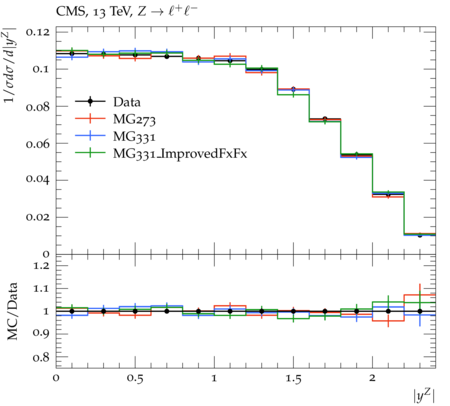 CMS, 13 TeV, Z → ℓ⁺ℓ⁻
1/σdσ/d|y^Z|
0.12
0.1
0.08
0.06
0.04
0.02
0
Data
MG273
MG331
MG331_ImprovedFxFx
MC/Data
1.2
1.1
1
0.9
0.8
0 0.5 1 1.5 2
|y^Z|